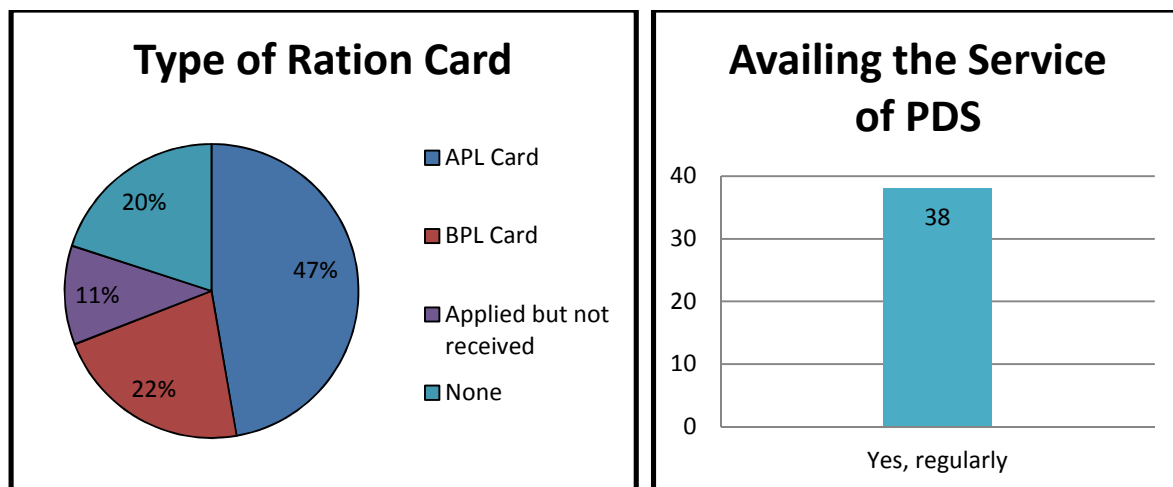 Type of Ration Card
47%
22%
11%
20%
APL Card
BPL Card
Applied but not
received
None
Availing the Service
of PDS
40
30
20
10
0
38
Yes, regularly